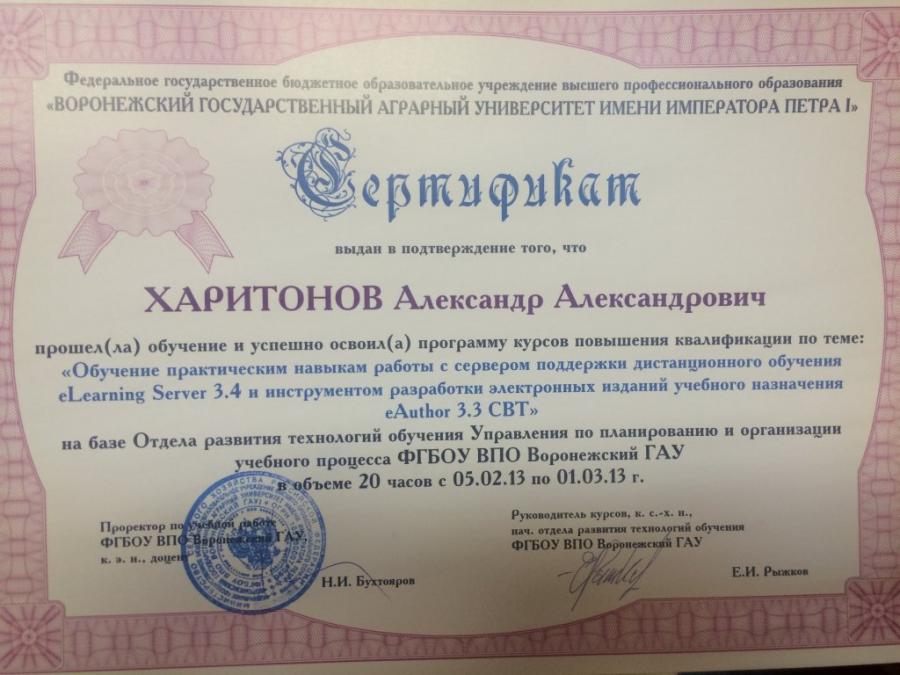 Федеральное государственное бюджетное образовательное учреждение высшего профессионального образования
«ВОРОНЕЖСКИЙ ГОСУДАРСТВЕННЫЙ АГРАРНЫЙ УНИВЕРСИТЕТ ИМЕНИ ИМПЕРАТОРА ПЕТРА I»
Сертификат
выдан в подтверждение того, что
ХАРИТОНОВ Александр Александрович
прошел(ла) обучение и успешно освоил(а) программу курсов повышения квалификации по теме:
«Обучение практическим навыкам работы с сервером поддержки дистанционного обучения
eLearning Server 3.4 и инструментом разработки электронных изданий учебного назначения
eAuthor 3.3 CBT»
на базе Отдела развития технологий обучения Управления по планированию и организации
учебного процесса ФГБОУ ВПО Воронежский ГАУ
в объеме 20 часов с 05.02.13 по 01.03.13 г.
Проректор по учебной работе
ФГБОУ ВПО Воронежский ГАУ,
к. э. н., доцент
Н.И. Бухтояров
Руководитель курсов, к. с.-х. н.,
нач. отдела развития технологий обучения
ФГБОУ ВПО Воронежский ГАУ
Е.И. Рыжков